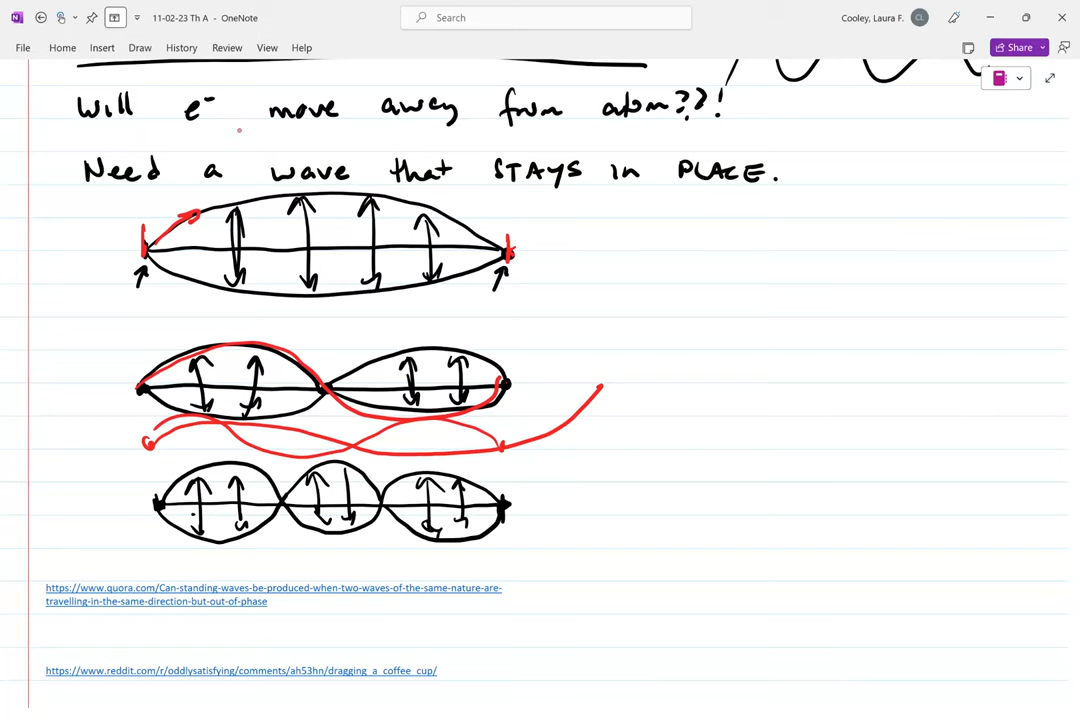 11-02-23 Th A - OneNote
Search
Cooley, Laura F.
CL
File Home Insert Draw History Review View Help
Share
Will e⁻ move away from atom??!
Need a wave that STAYS in PLACE.
https://www.quora.com/Can-standing-waves-be-produced-when-two-waves-of-the-same-nature-are-
travelling-in-the-same-direction-but-out-of-phase
https://www.reddit.com/r/oddlysatisfying/comments/ah53hn/dragging_a_coffee_cup/